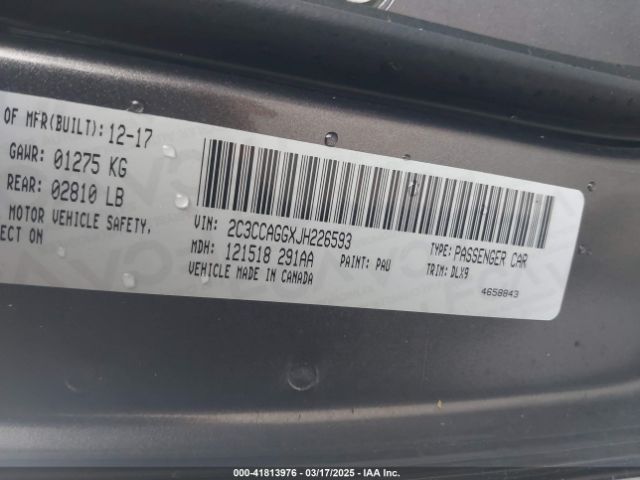 OF MFR(BUILT): 12-17
GAWR: 01275 KG
REAR: 02810 LB
MOTOR VEHICLE SAFETY,
ECT ON
VIN: 2C3CCAGGXJH226593
MDH: 121518 291AA
PAINT: PAU
VEHICLE MADE IN CANADA
TYPE: PASSENGER CAR
TRIM: DLX9
4658843
000-41813976 - 03/17/2025 - IAA Inc.